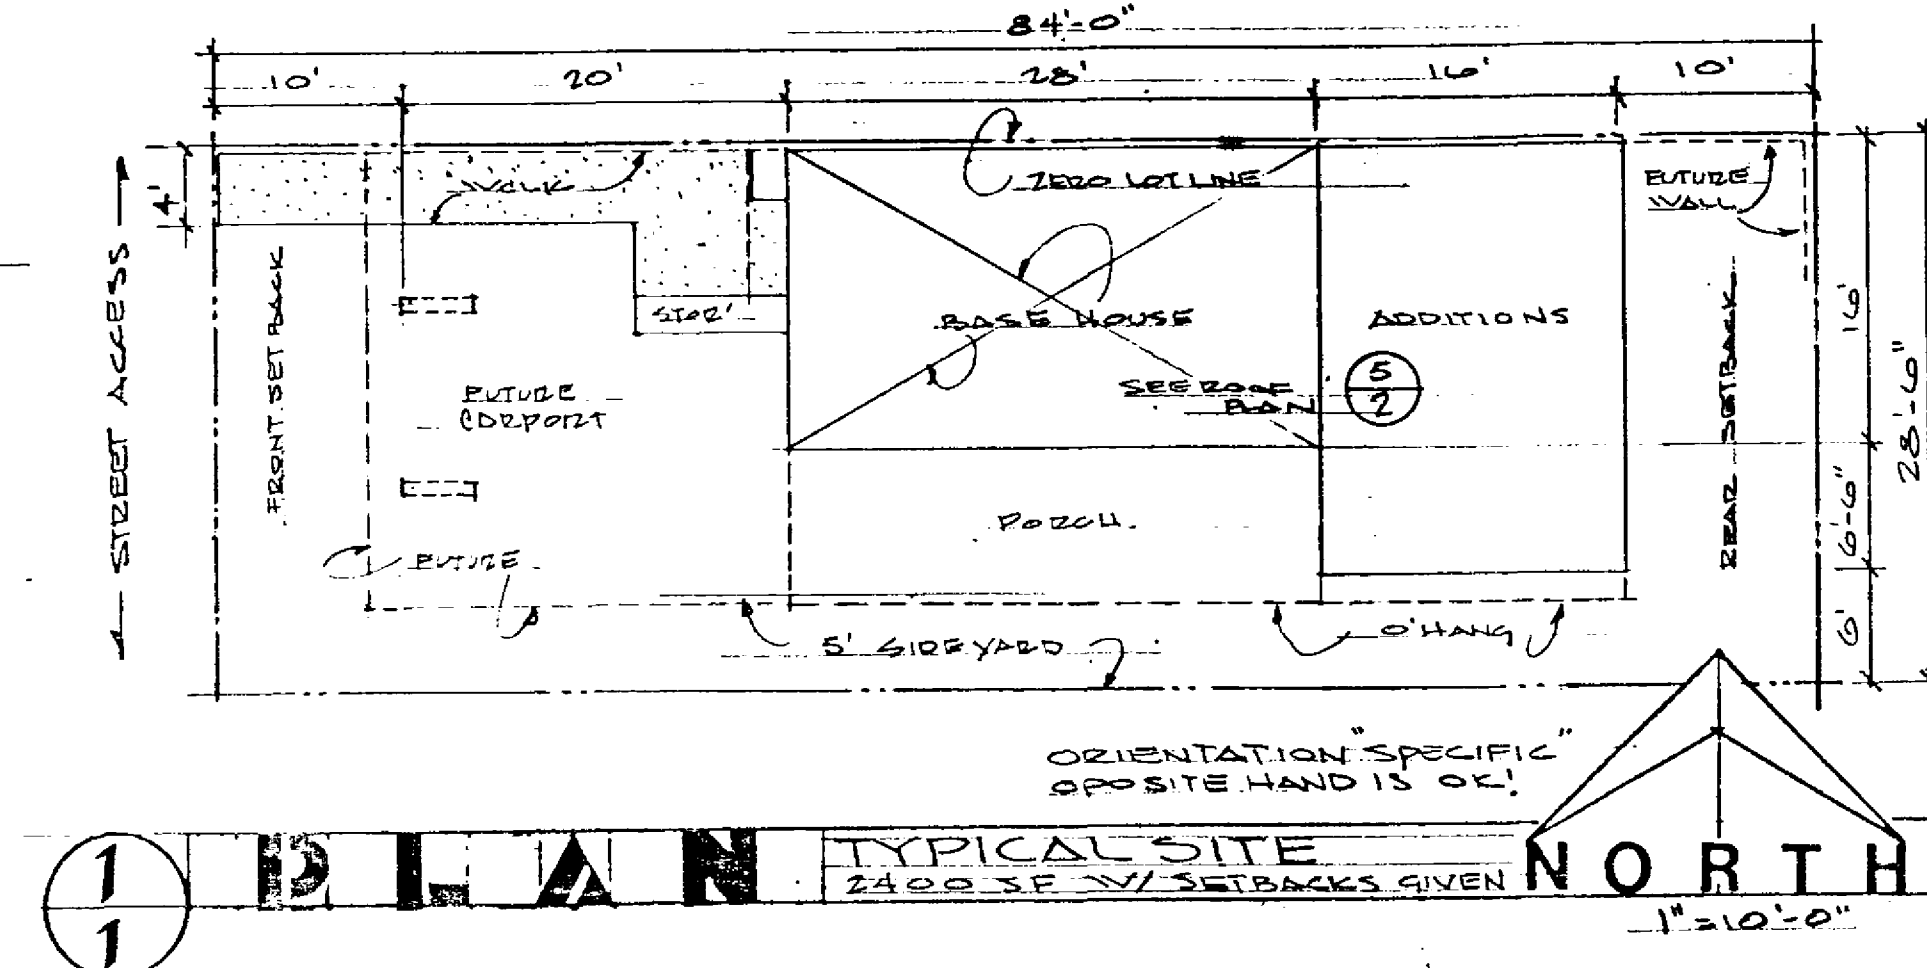 84'-0"
10' 20' 28' 16' 10'
4'
WALK
ZERO LOT LINE
FUTURE
WALL
STREET ACCESS
FRONT SETBACK
STOR'
BASE HOUSE
ADDITIONS
SEE ROOF
PLAN
5
2
FUTURE
CORPORT
REAR SETBACK
16'
28'-6"
6'-6"
6'
PORCH.
FUTURE
5' SIDEYARD
O'HANG
ORIENTATION "SPECIFIC"
OPOSITE HAND IS OK!
1
1
PLAN
TYPICAL SITE
2400 SF W/ SETBACKS GIVEN
NORTH
1"=10'-0"